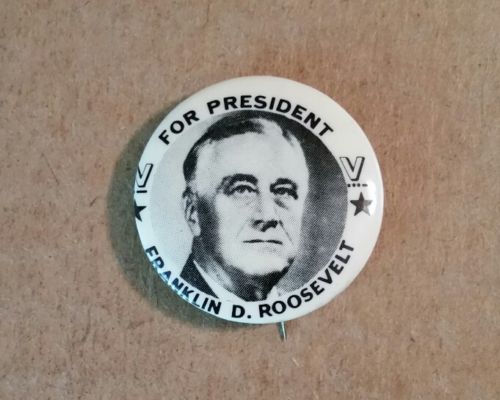 FOR PRESIDENT
V
V
FRANKLIN D. ROOSEVELT